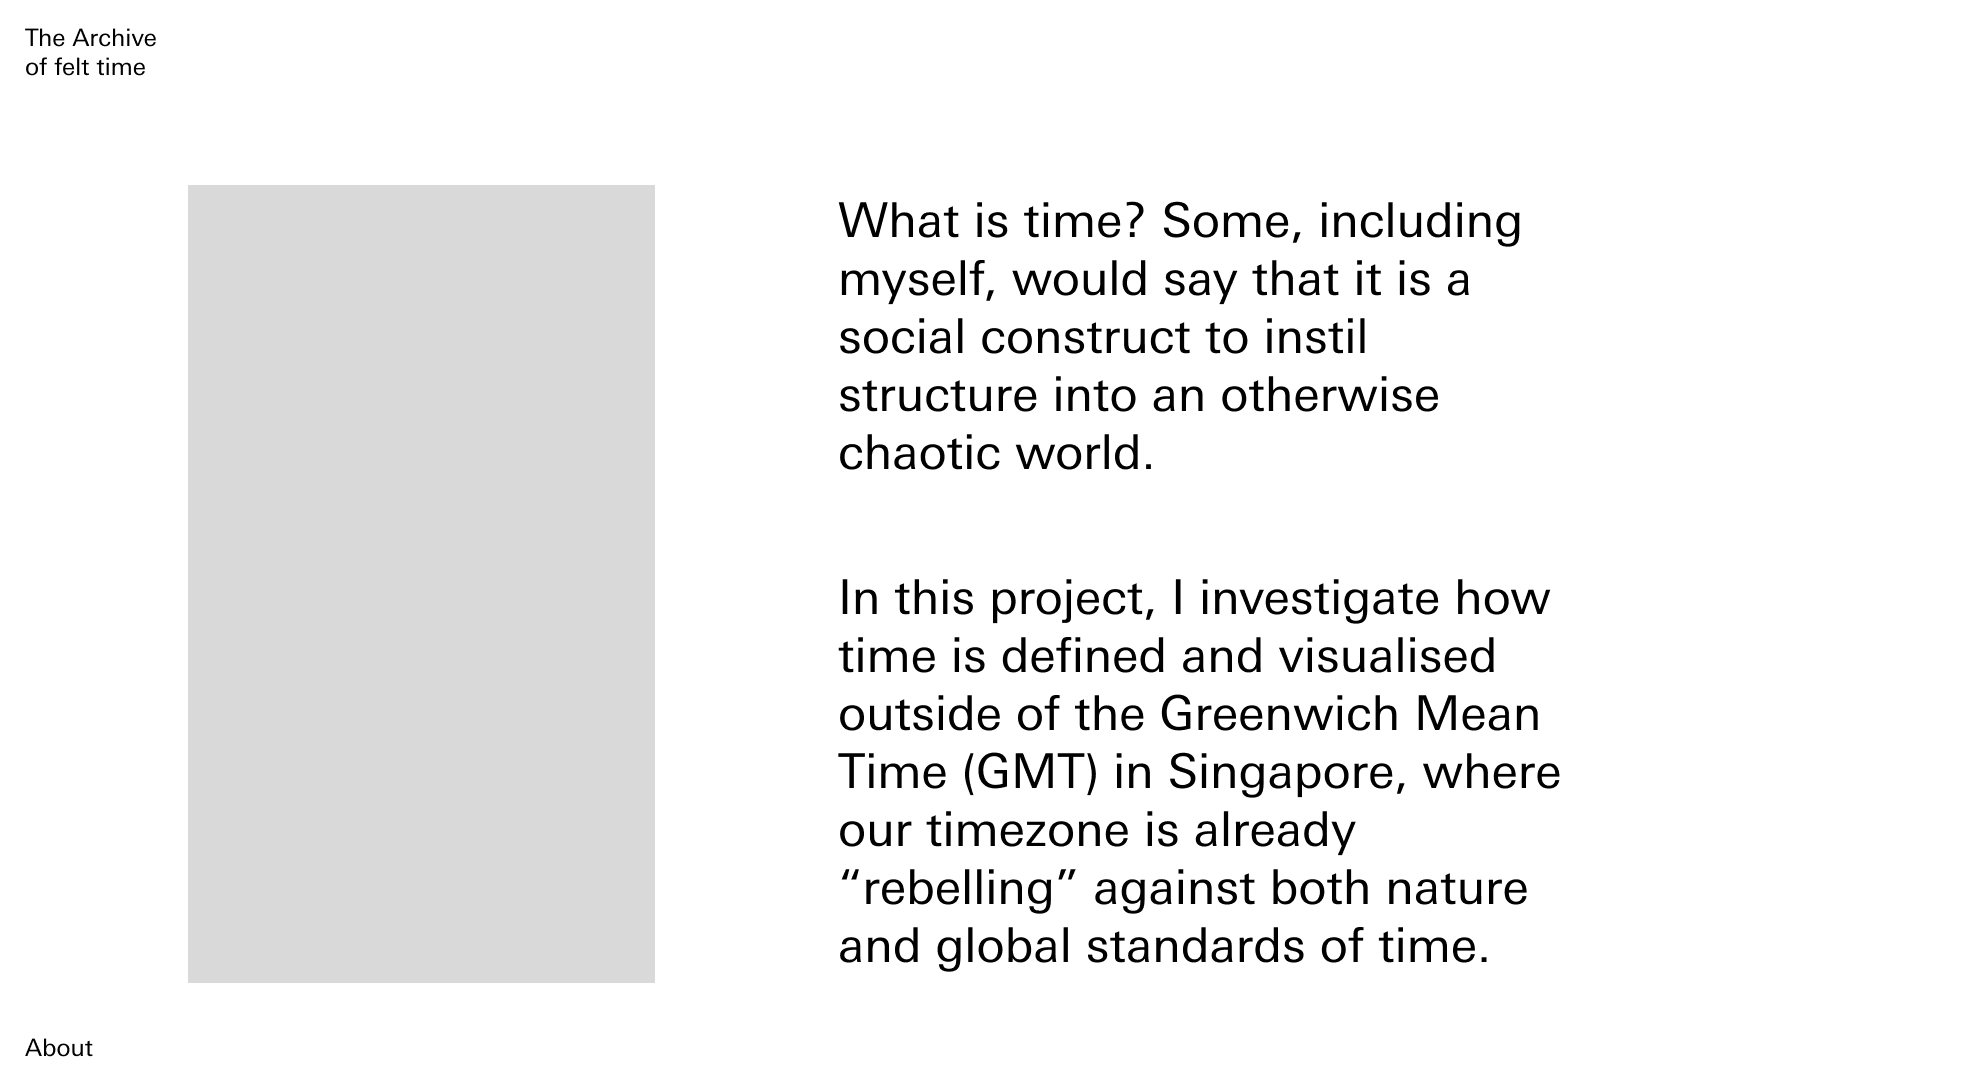 The Archive
of felt time
What is time? Some, including
myself, would say that it is a
social construct to instil
structure into an otherwise
chaotic world.
In this project, I investigate how
time is defined and visualised
outside of the Greenwich Mean
Time (GMT) in Singapore, where
our timezone is already
“rebelling” against both nature
and global standards of time.
About